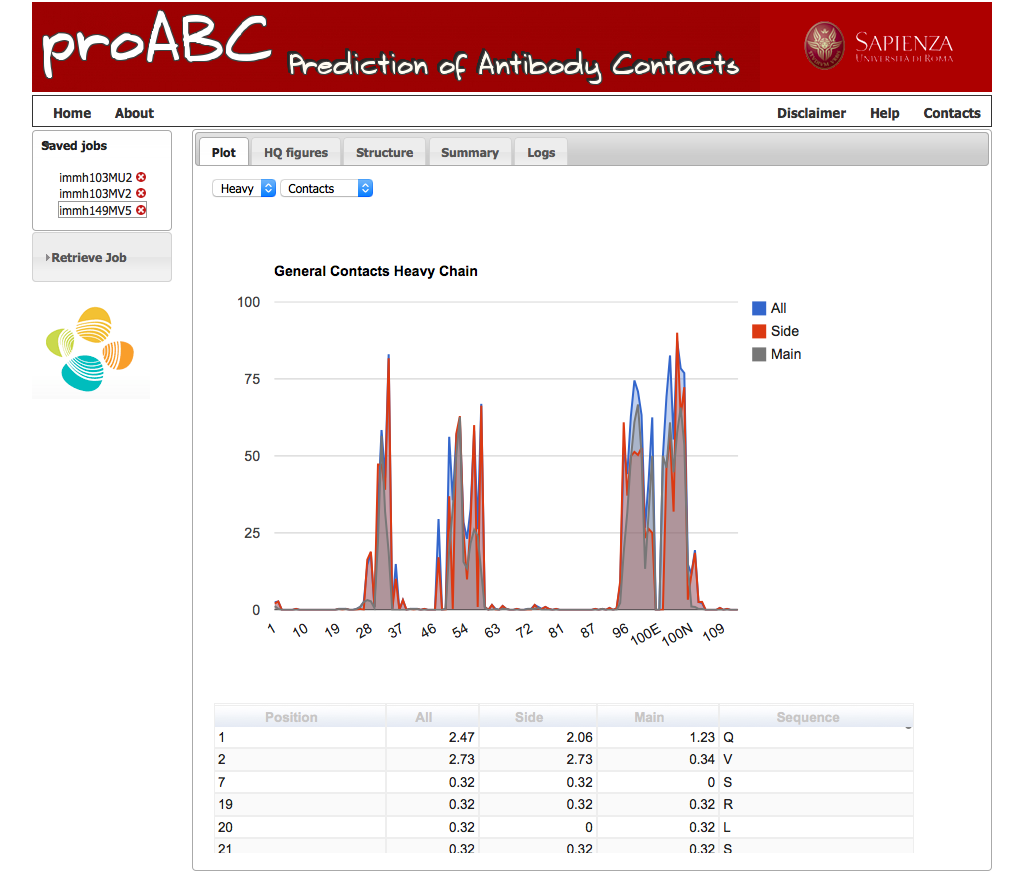 proABC Prediction of Antibody Contacts
SAPIENZA
UNIVERSITÀ DI ROMA
Home About Disclaimer Help Contacts
Saved jobs
immh103MU2
immh103MV2
immh149MV5
Retrieve Job
Plot HQ figures Structure Summary Logs
Heavy Contacts
General Contacts Heavy Chain
100
75
50
25
0
All
Side
Main
1 10 19 28 37 46 54 63 72 81 87 96 100E 100N 109
Position All Side Main Sequence
1 2.47 2.06 1.23 Q
2 2.73 2.73 0.34 V
7 0.32 0.32 0 S
19 0.32 0.32 0.32 R
20 0.32 0 0.32 L
21 0.32 0.32 0.32 S